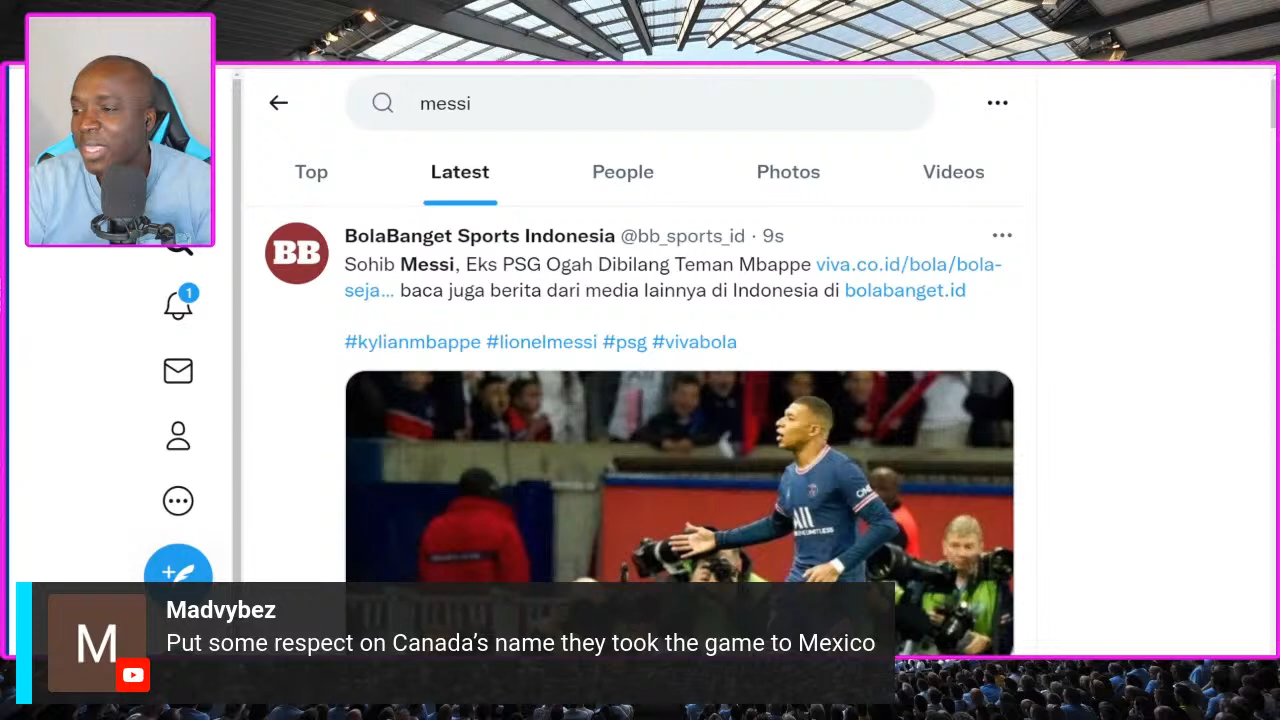 messi
Top
Latest
People
Photos
Videos
BB
BolaBanget Sports Indonesia @bb_sports_id · 9s
Sohib Messi, Eks PSG Ogah Dibilang Teman Mbappe viva.co.id/bola/bola-
seja... baca juga berita dari media lainnya di Indonesia di bolabanget.id
#kylianmbappe #lionelmessi #psg #vivabola
1
M
Madvybez
Put some respect on Canada’s name they took the game to Mexico